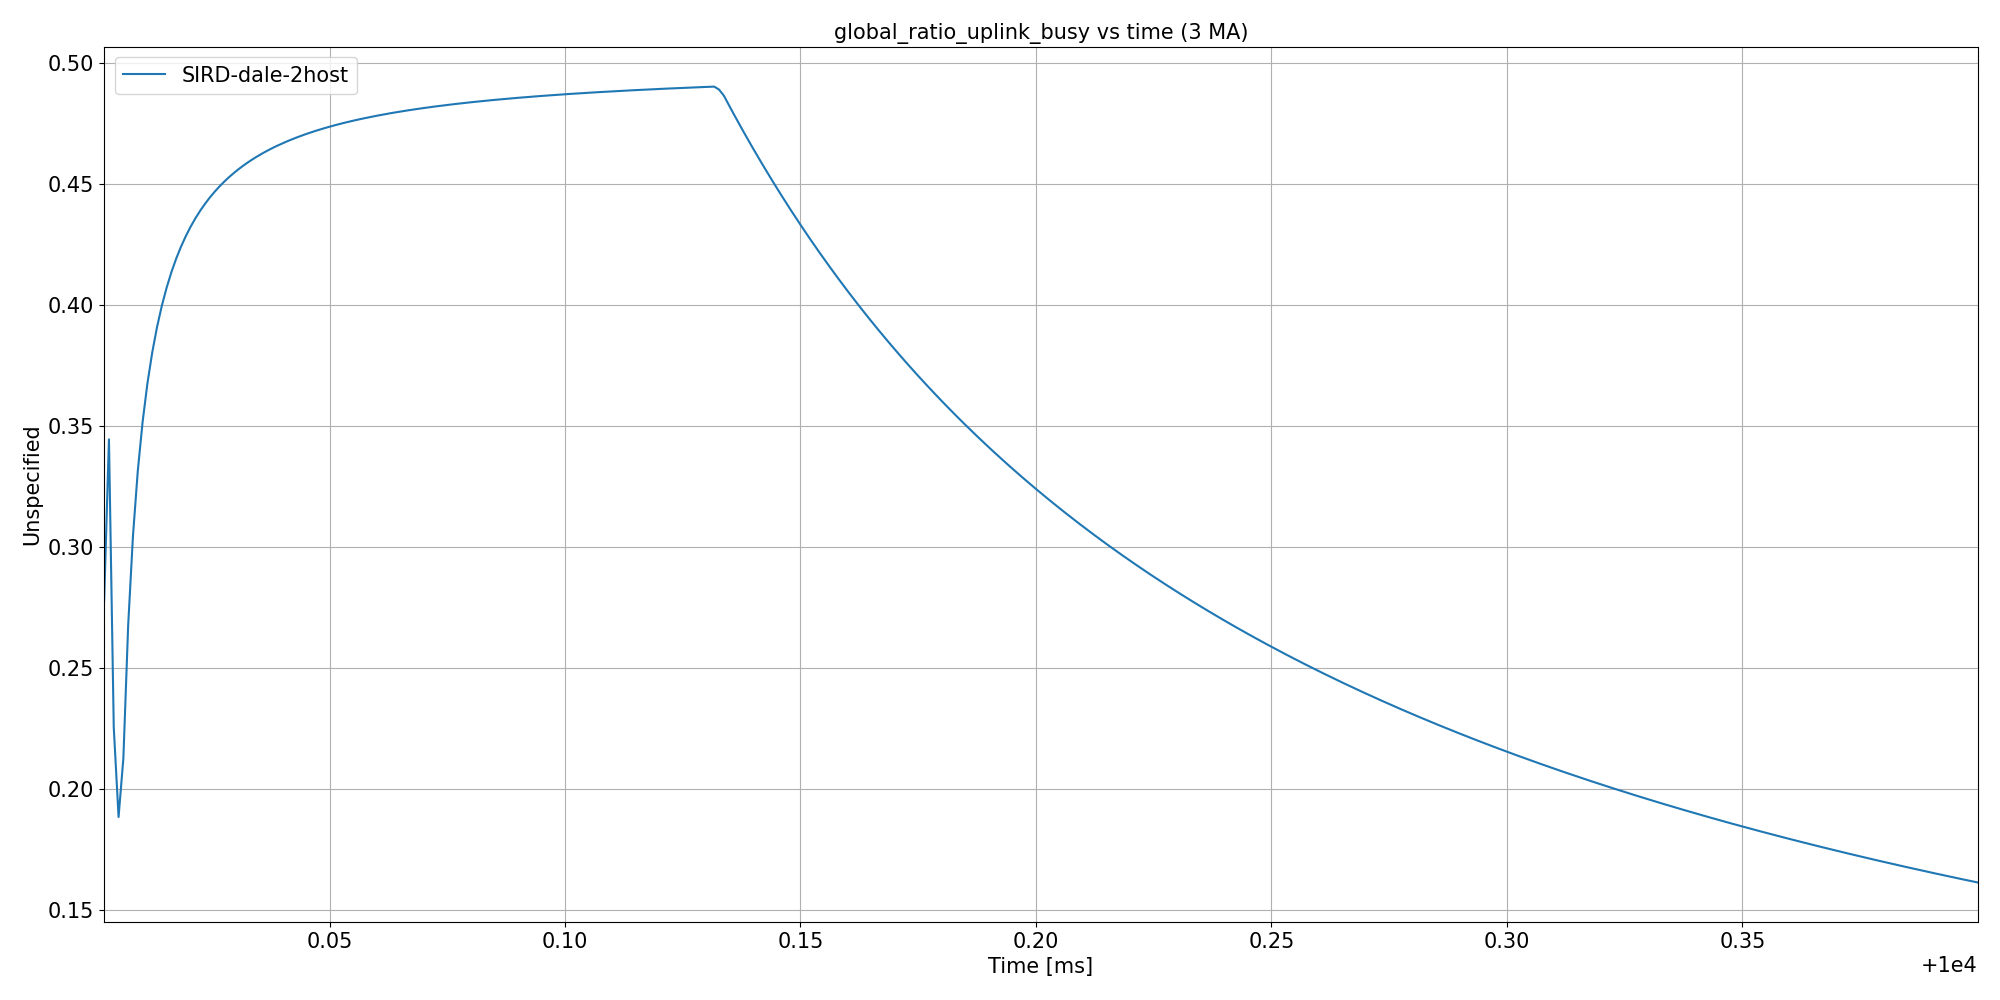 global_ratio_uplink_busy vs time (3 MA)
SIRD-dale-2host
Unspecified
0.50
0.45
0.40
0.35
0.30
0.25
0.20
0.15
0.05 0.10 0.15 0.20 0.25 0.30 0.35
Time [ms]
+1e4